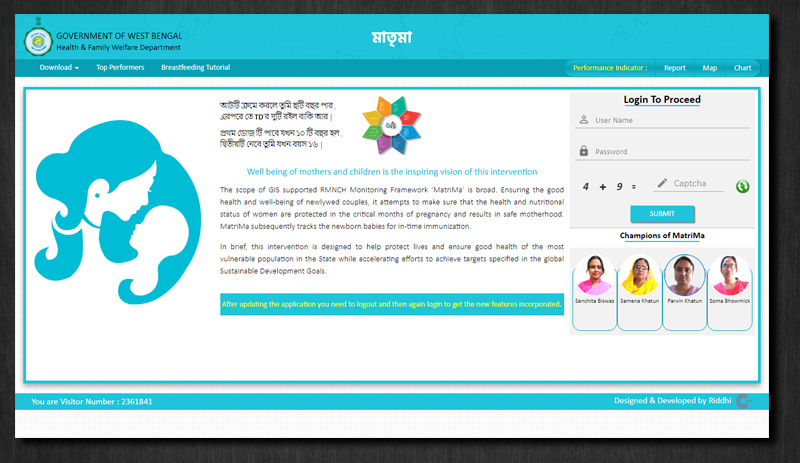 GOVERNMENT OF WEST BENGAL
Health & Family Welfare Department
মাতৃমা
Download
Top Performers
Breastfeeding Tutorial
Performance Indicator :
Report
Map
Chart
আটটি ক্রমে করলে তুমি ছটি বছর পার ,
এরপরে তে TD'র দুটি রইল বাকি আর |
প্রথম ডোজ টি পাবে যখন ১০ টি বছর হল ,
দ্বিতীয়টি নেবে তুমি যখন বয়স ১৬ |
Well being of mothers and children is the inspiring vision of this intervention
The scope of GIS supported RMNCH Monitoring Framework 'MatriMa' is broad. Ensuring the good
health and well-being of newlywed couples, it attempts to make sure that the health and nutritional
status of women are protected in the critical months of pregnancy and results in safe motherhood.
MatriMa subsequently tracks the newborn babies for in-time immunization.
In brief, this intervention is designed to help protect lives and ensure good health of the most
vulnerable population in the State while accelerating efforts to achieve targets specified in the global
Sustainable Development Goals.
After updating the application you need to logout and then again login to get the new features incorporated.
Login To Proceed
User Name
Password
4 + 9 =
Captcha
SUBMIT
Champions of MatriMa
Sanchita Biswas
Samena Khatun
Parvin Khatun
Soma Bhowmick
You are Visitor Number : 2361841
Designed & Developed by Riddhi